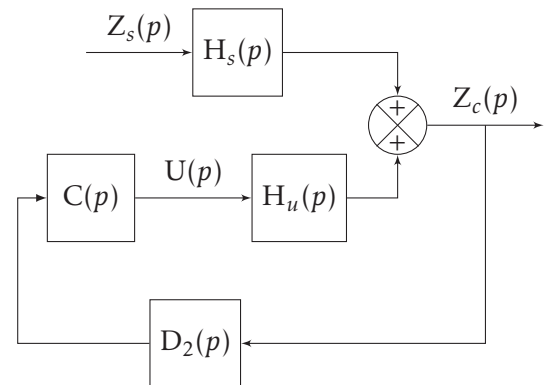 Z_s(p)
H_s(p)
+
Z_c(p)
+
C(p)
U(p)
H_u(p)
D_2(p)